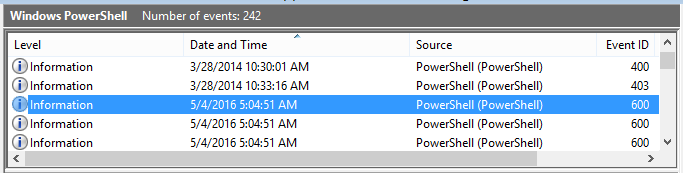 Windows PowerShell Number of events: 242
Level Date and Time Source Event ID
Information 3/28/2014 10:30:01 AM PowerShell (PowerShell) 400
Information 3/28/2014 10:33:16 AM PowerShell (PowerShell) 403
Information 5/4/2016 5:04:51 AM PowerShell (PowerShell) 600
Information 5/4/2016 5:04:51 AM PowerShell (PowerShell) 600
Information 5/4/2016 5:04:51 AM PowerShell (PowerShell) 600